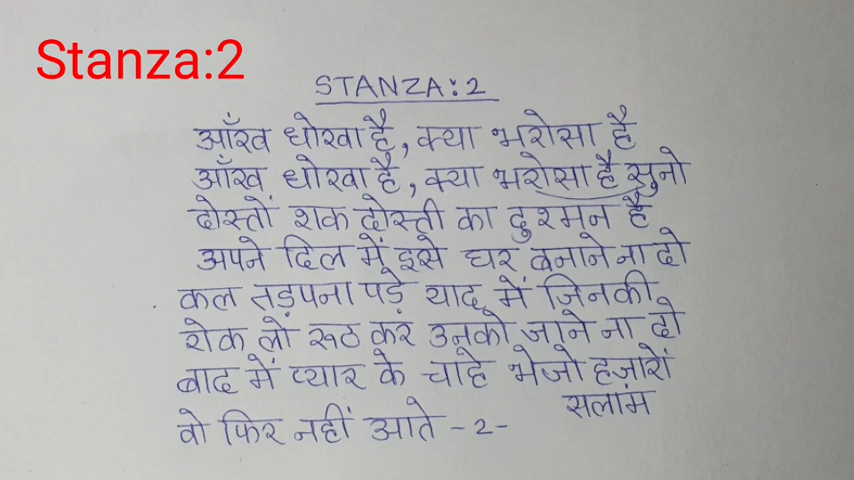 Stanza:2
STANZA:2
आँख धोखा है, क्या भरोसा है
आँख धोखा है, क्या भरोसा है सुनो
दोस्तों शक दोस्ती का दुश्मन है
अपने दिल में इसे घर बनाने ना दो
कल तड़पना पड़े याद में जिनकी
रोक लो रूठ कर उनको जाने ना दो
बाद में प्यार के चाहे भेजो हज़ारों
सलाम
वो फिर नहीं आते -2-